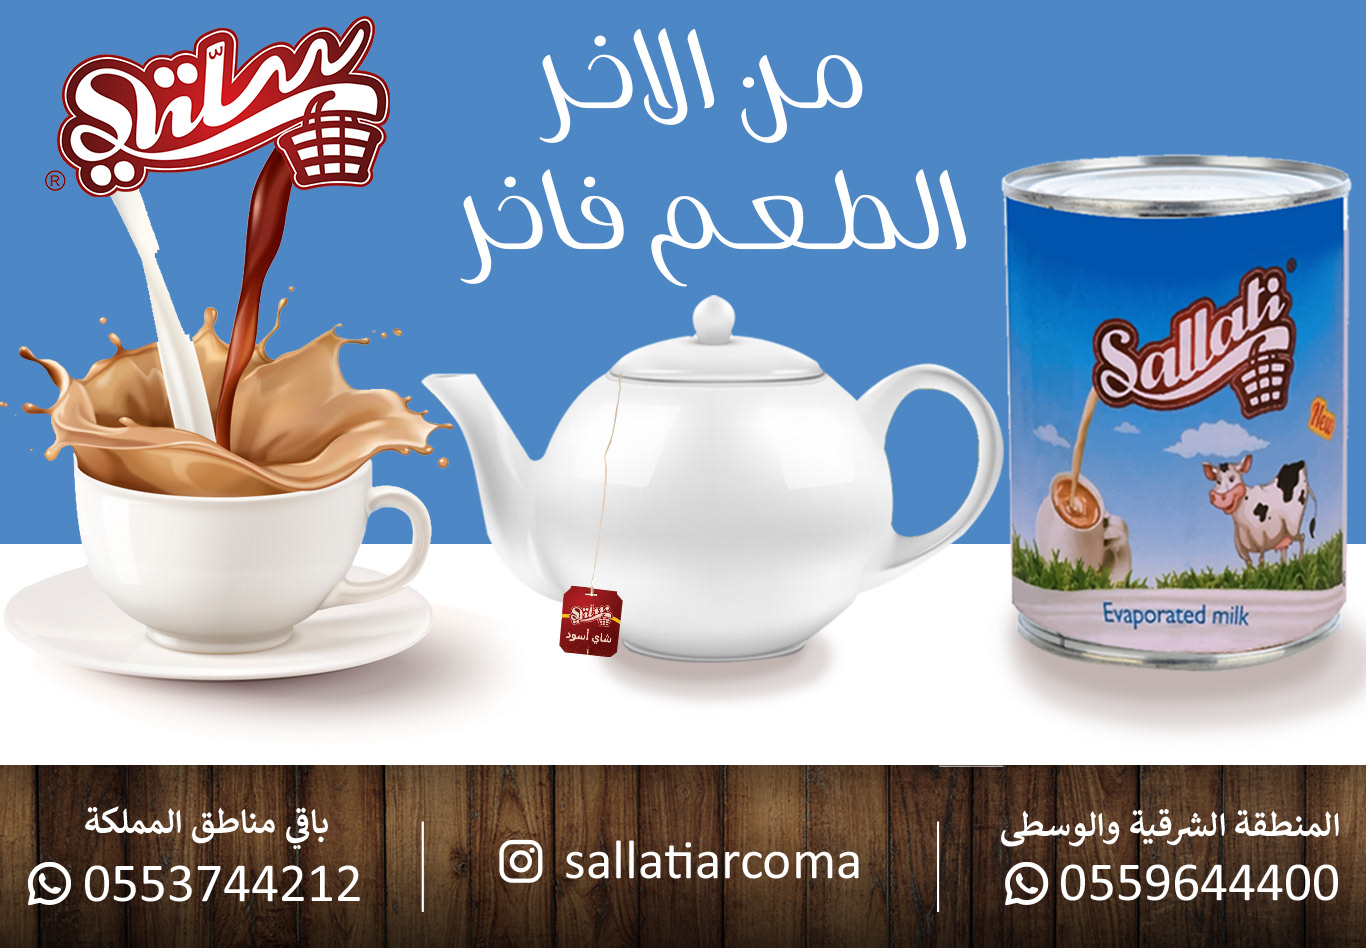 سلتي
®
من الاخر
الطعم فاخر
Sallati
®
New
Evaporated milk
سلتي
شاي أسود
المنطقة الشرقية والوسطى
0559644400
sallatiarcoma
باقي مناطق المملكة
0553744212